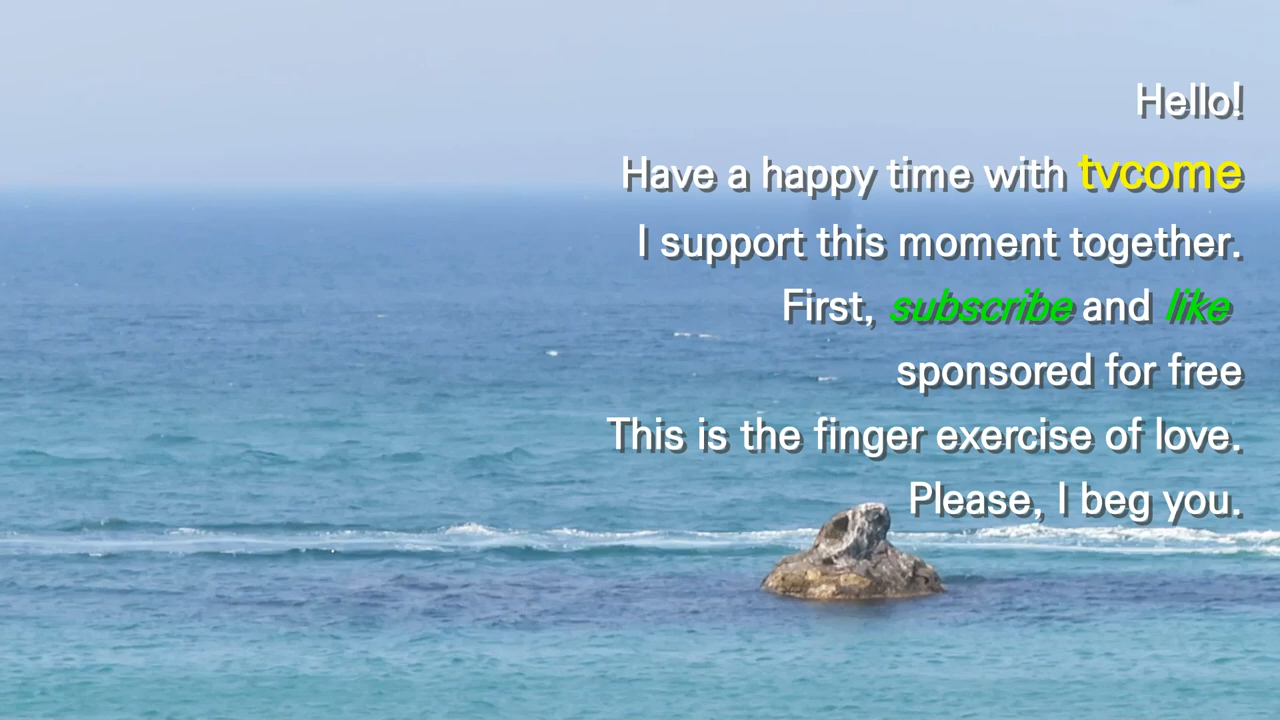 Hello!
Have a happy time with tvcome
I support this moment together.
First, subscribe and like
sponsored for free
This is the finger exercise of love.
Please, I beg you.